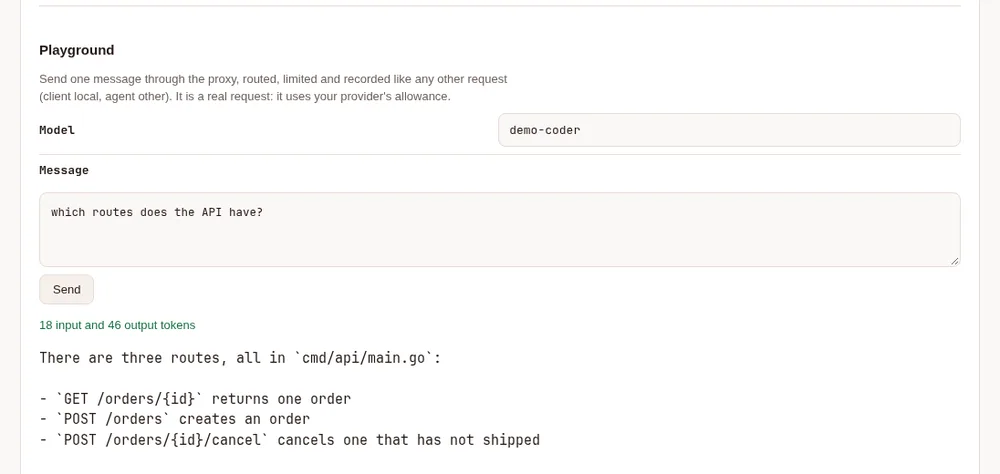 Playground
Send one message through the proxy, routed, limited and recorded like any other request
(client local, agent other). It is a real request: it uses your provider's allowance.
Model
demo-coder
Message
which routes does the API have?
Send
18 input and 46 output tokens
There are three routes, all in `cmd/api/main.go`:
- `GET /orders/{id}` returns one order
- `POST /orders` creates an order
- `POST /orders/{id}/cancel` cancels one that has not shipped